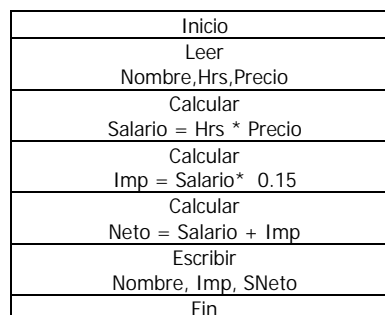 Inicio
Leer
Nombre,Hrs,Precio
Calcular
Salario = Hrs * Precio
Calcular
Imp = Salario* 0.15
Calcular
Neto = Salario + Imp
Escribir
Nombre, Imp, SNeto
Fin